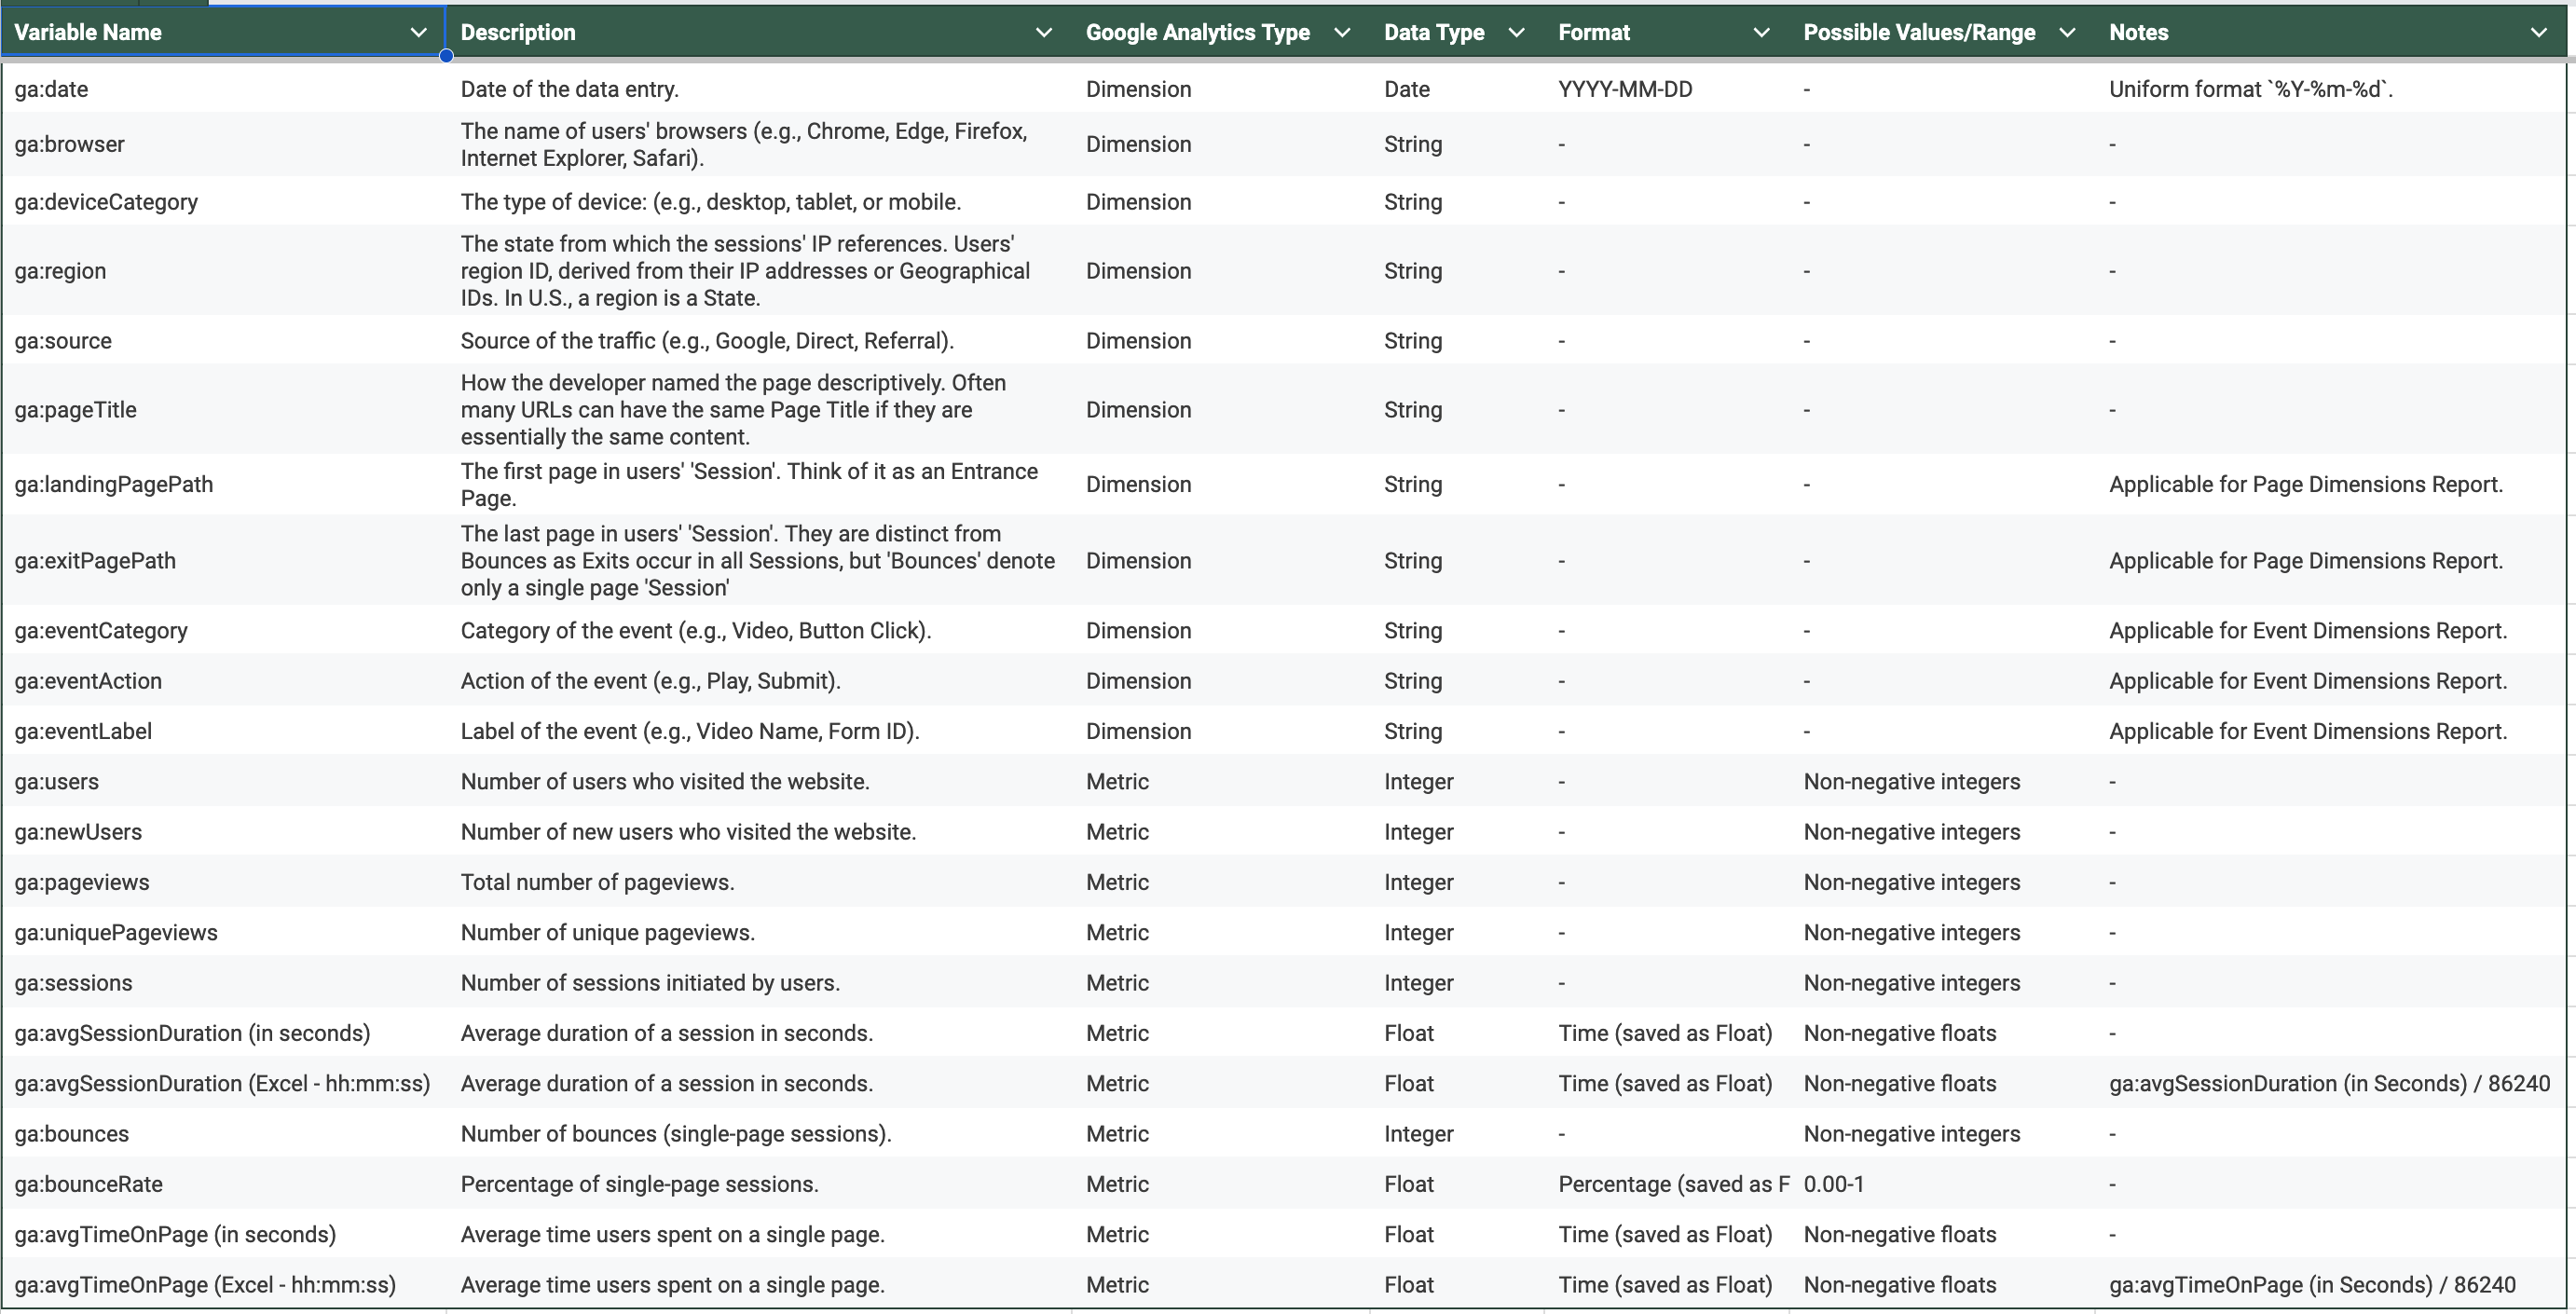 Variable Name Description Google Analytics Type Data Type Format Possible Values/Range Notes
ga:date Date of the data entry. Dimension Date YYYY-MM-DD - Uniform format `%Y-%m-%d`.
ga:browser The name of users' browsers (e.g., Chrome, Edge, Firefox,
Internet Explorer, Safari). Dimension String - - -
ga:deviceCategory The type of device: (e.g., desktop, tablet, or mobile. Dimension String - - -
ga:region The state from which the sessions' IP references. Users'
region ID, derived from their IP addresses or Geographical
IDs. In U.S., a region is a State. Dimension String - - -
ga:source Source of the traffic (e.g., Google, Direct, Referral). Dimension String - - -
ga:pageTitle How the developer named the page descriptively. Often
many URLs can have the same Page Title if they are
essentially the same content. Dimension String - - -
ga:landingPagePath The first page in users' 'Session'. Think of it as an Entrance
Page. Dimension String - - Applicable for Page Dimensions Report.
ga:exitPagePath The last page in users' 'Session'. They are distinct from
Bounces as Exits occur in all Sessions, but 'Bounces' denote
only a single page 'Session' Dimension String - - Applicable for Page Dimensions Report.
ga:eventCategory Category of the event (e.g., Video, Button Click). Dimension String - - Applicable for Event Dimensions Report.
ga:eventAction Action of the event (e.g., Play, Submit). Dimension String - - Applicable for Event Dimensions Report.
ga:eventLabel Label of the event (e.g., Video Name, Form ID). Dimension String - - Applicable for Event Dimensions Report.
ga:users Number of users who visited the website. Metric Integer - Non-negative integers -
ga:newUsers Number of new users who visited the website. Metric Integer - Non-negative integers -
ga:pageviews Total number of pageviews. Metric Integer - Non-negative integers -
ga:uniquePageviews Number of unique pageviews. Metric Integer - Non-negative integers -
ga:sessions Number of sessions initiated by users. Metric Integer - Non-negative integers -
ga:avgSessionDuration (in seconds) Average duration of a session in seconds. Metric Float Time (saved as Float) Non-negative floats -
ga:avgSessionDuration (Excel - hh:mm:ss) Average duration of a session in seconds. Metric Float Time (saved as Float) Non-negative floats ga:avgSessionDuration (in Seconds) / 86240
ga:bounces Number of bounces (single-page sessions). Metric Integer - Non-negative integers -
ga:bounceRate Percentage of single-page sessions. Metric Float Percentage (saved as F 0.00-1 -
ga:avgTimeOnPage (in seconds) Average time users spent on a single page. Metric Float Time (saved as Float) Non-negative floats -
ga:avgTimeOnPage (Excel - hh:mm:ss) Average time users spent on a single page. Metric Float Time (saved as Float) Non-negative floats ga:avgTimeOnPage (in Seconds) / 86240